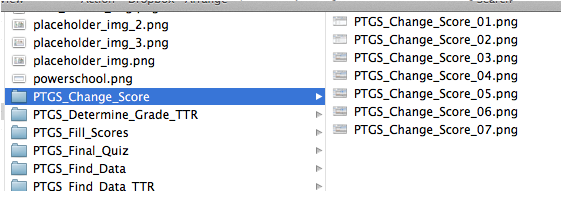 placeholder_img_2.png
placeholder_img_3.png
placeholder_img.png
powerschool.png
PTGS_Change_Score
PTGS_Determine_Grade_TTR
PTGS_Fill_Scores
PTGS_Final_Quiz
PTGS_Find_Data
PTGS_Find_Data_TTR
PTGS_Change_Score_01.png
PTGS_Change_Score_02.png
PTGS_Change_Score_03.png
PTGS_Change_Score_04.png
PTGS_Change_Score_05.png
PTGS_Change_Score_06.png
PTGS_Change_Score_07.png